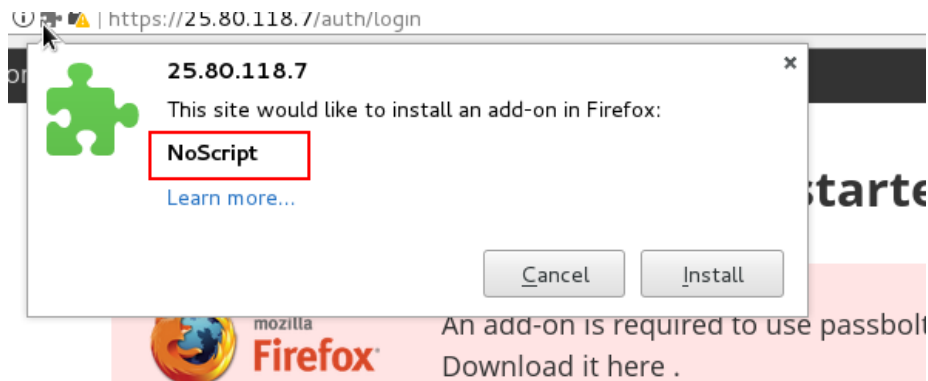 https://25.80.118.7/auth/login
25.80.118.7
This site would like to install an add-on in Firefox:
NoScript
Learn more...
Cancel Install
mozilla
Firefox
An add-on is required to use passbolt
Download it here .